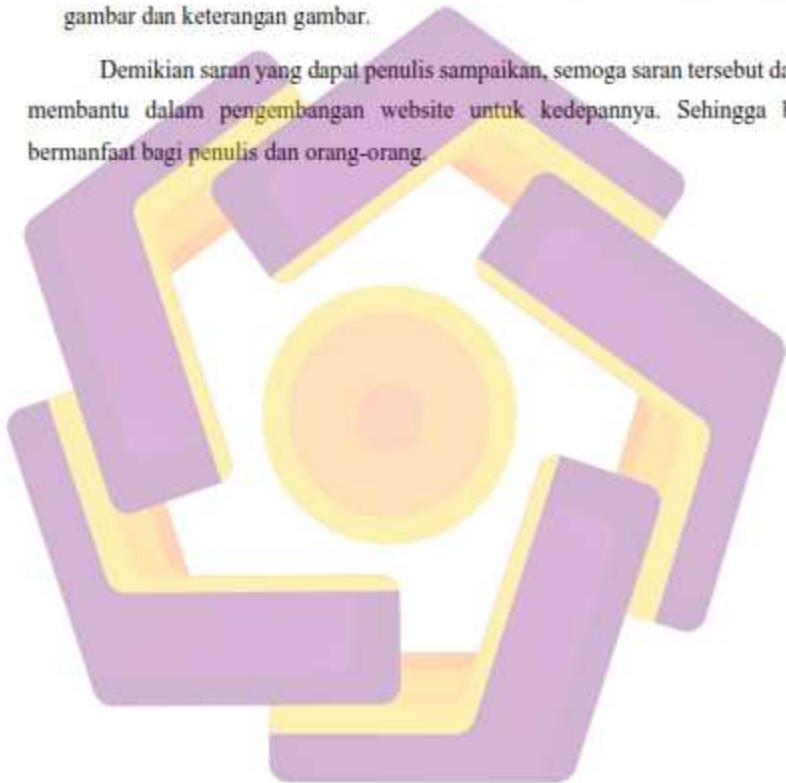 gambar dan keterangan gambar.
Demikian saran yang dapat penulis sampaikan, semoga saran tersebut da
membantu dalam pengembangan website untuk kedepannya. Sehingga b
bermanfaat bagi penulis dan orang-orang.